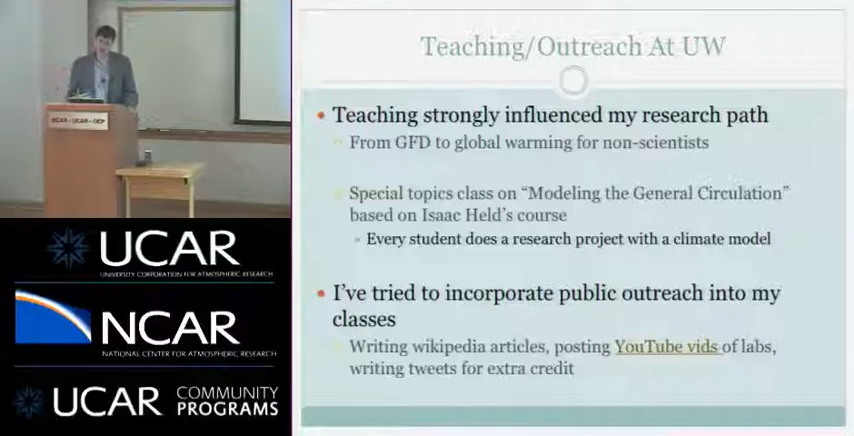 Teaching/Outreach At UW
Teaching strongly influenced my research path
From GFD to global warming for non-scientists
Special topics class on “Modeling the General Circulation”
based on Isaac Held’s course
Every student does a research project with a climate model
I’ve tried to incorporate public outreach into my
classes
Writing wikipedia articles, posting YouTube vids of labs,
writing tweets for extra credit
NCAR • UCAR • UCP
UCAR
UNIVERSITY CORPORATION FOR ATMOSPHERIC RESEARCH
NCAR
NATIONAL CENTER FOR ATMOSPHERIC RESEARCH
UCAR
COMMUNITY
PROGRAMS